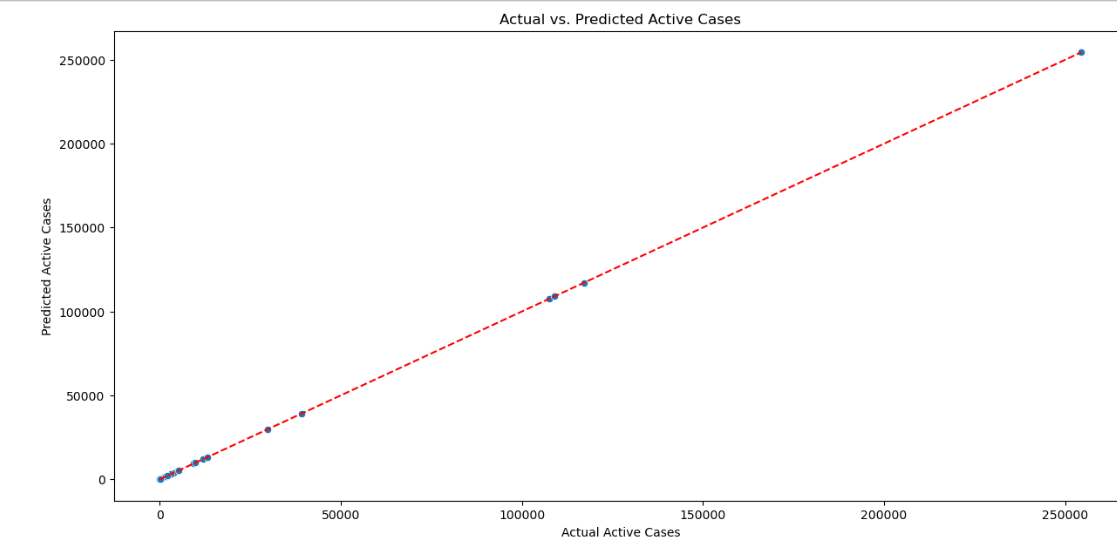 Actual vs. Predicted Active Cases
250000
200000
150000
100000
50000
0
Predicted Active Cases
0 50000 100000 150000 200000 250000
Actual Active Cases